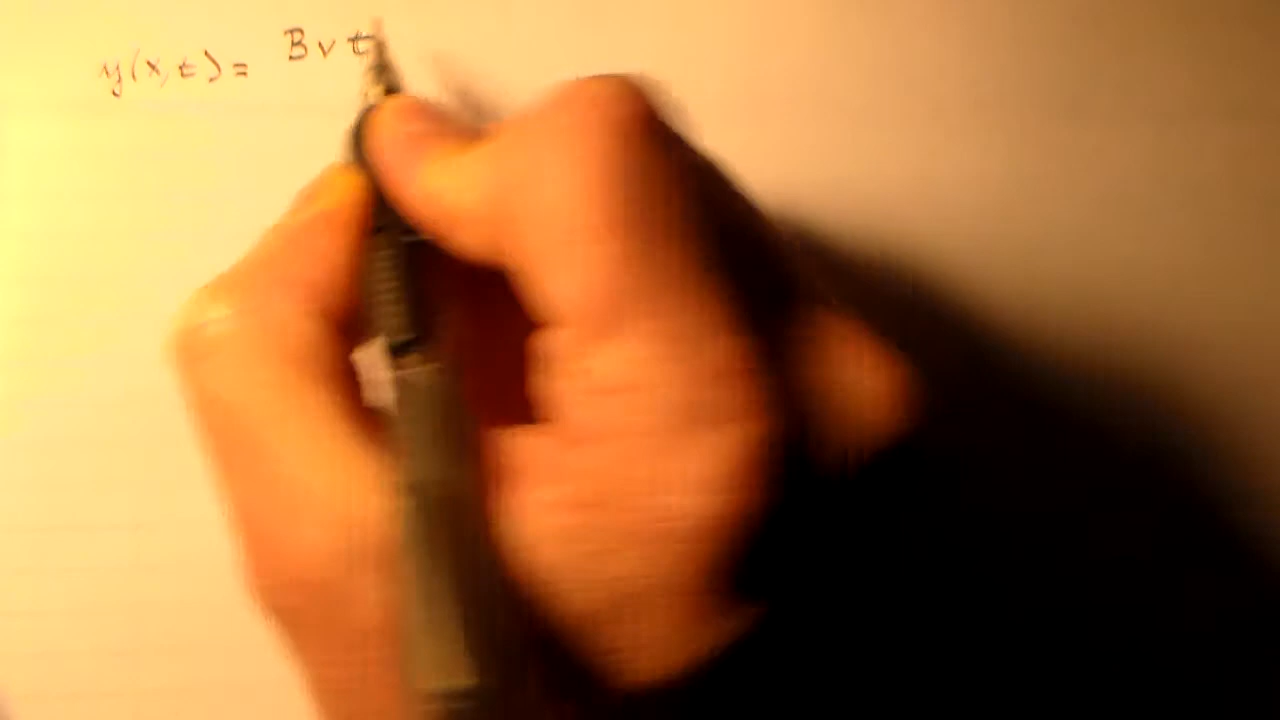 y(x,t) = Bvt